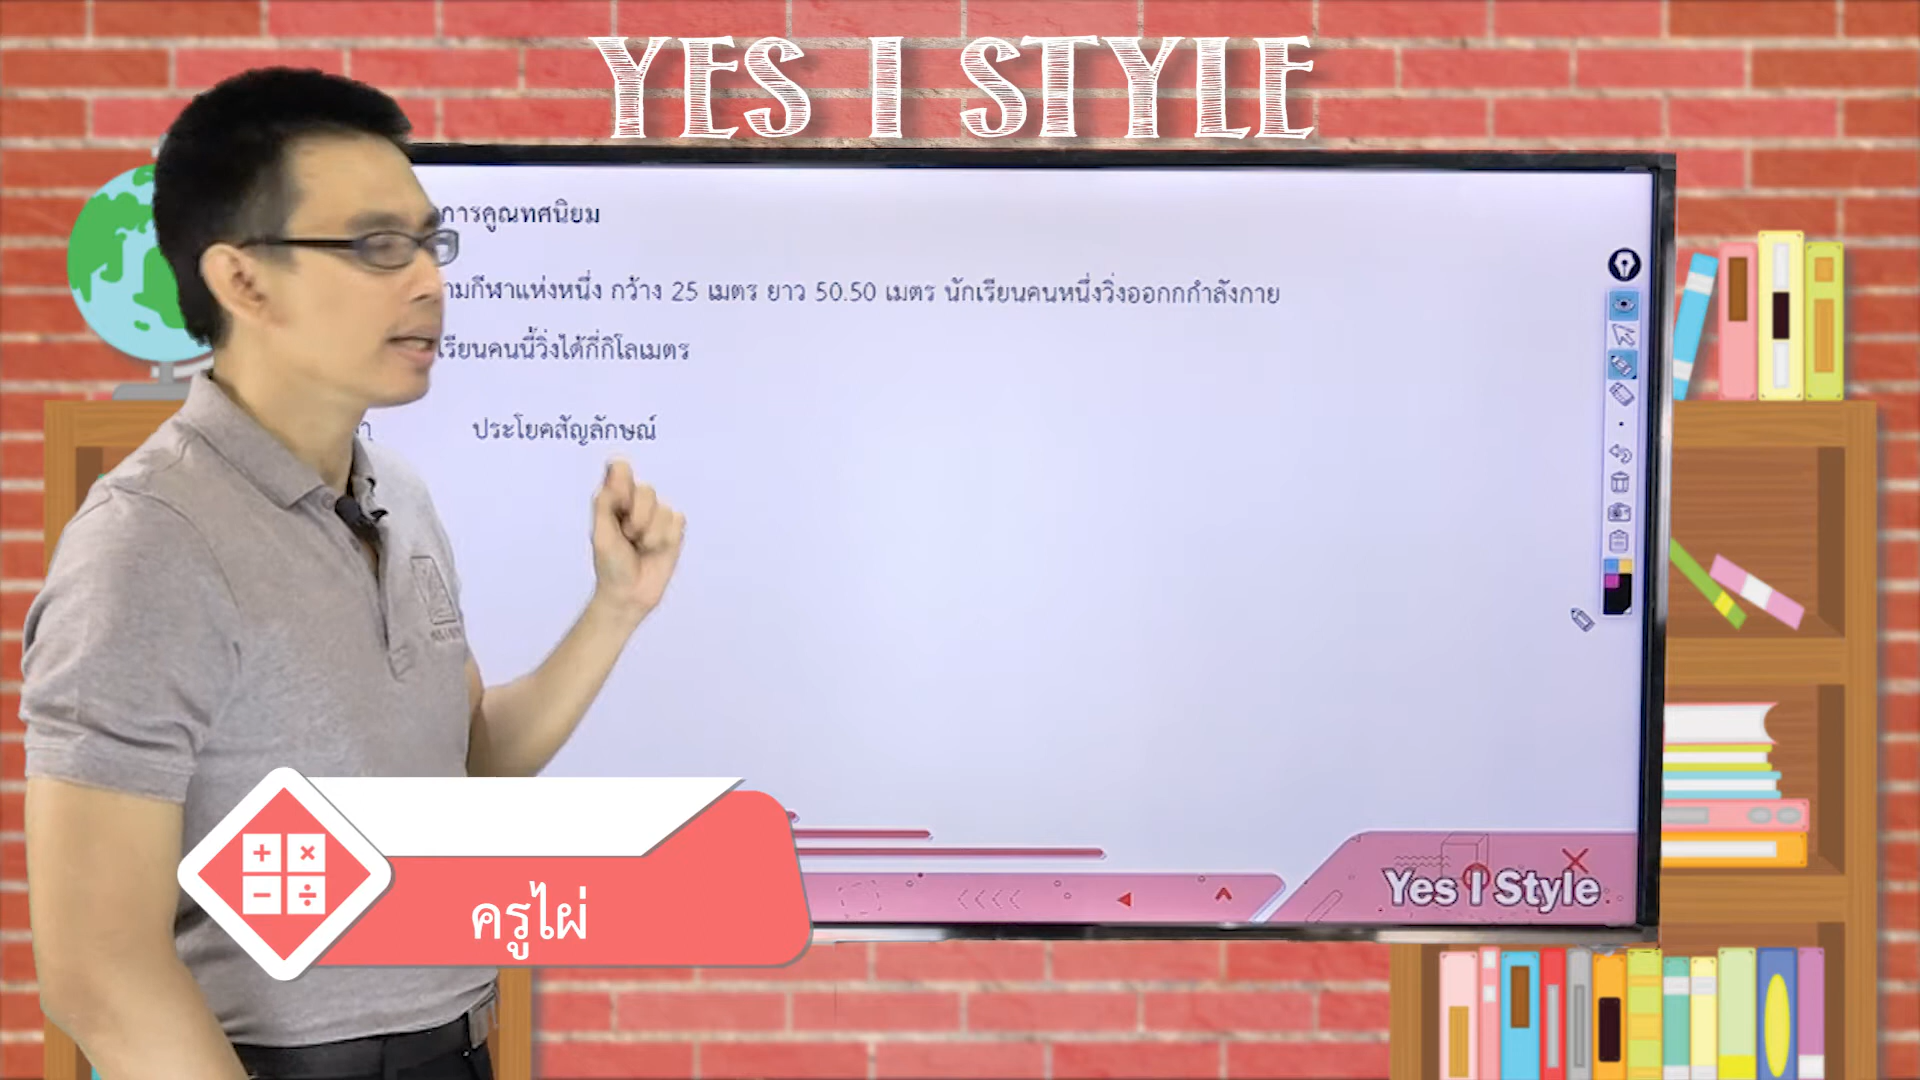 YES I STYLE
การคูณทศนิยม
ามกีฬาแห่งหนึ่ง กว้าง 25 เมตร ยาว 50.50 เมตร นักเรียนคนหนึ่งวิ่งออกกกำลังกาย
เรียนคนนี้วิ่งได้กี่กิโลเมตร
ประโยคสัญลักษณ์
ครูไผ่
Yes I Style